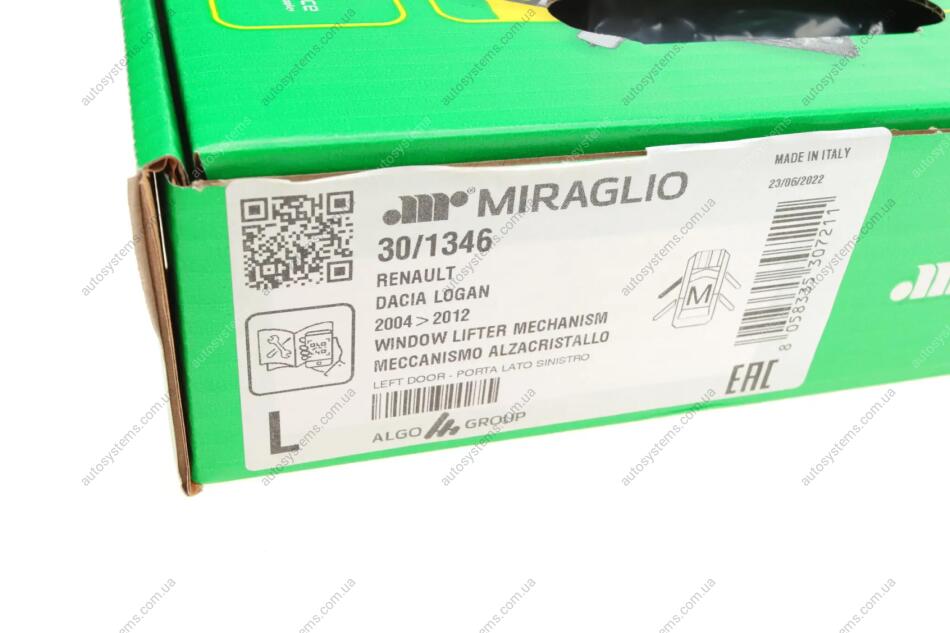 MIRAGLIO
MADE IN ITALY
23/06/2022
30/1346
RENAULT
DACIA LOGAN
2004 > 2012
WINDOW LIFTER MECHANISM
MECCANISMO ALZACRISTALLO
LEFT DOOR - PORTA LATO SINISTRO
M
8 058335 307211
EAC
L
ALGO GROUP
autosystems.com.ua